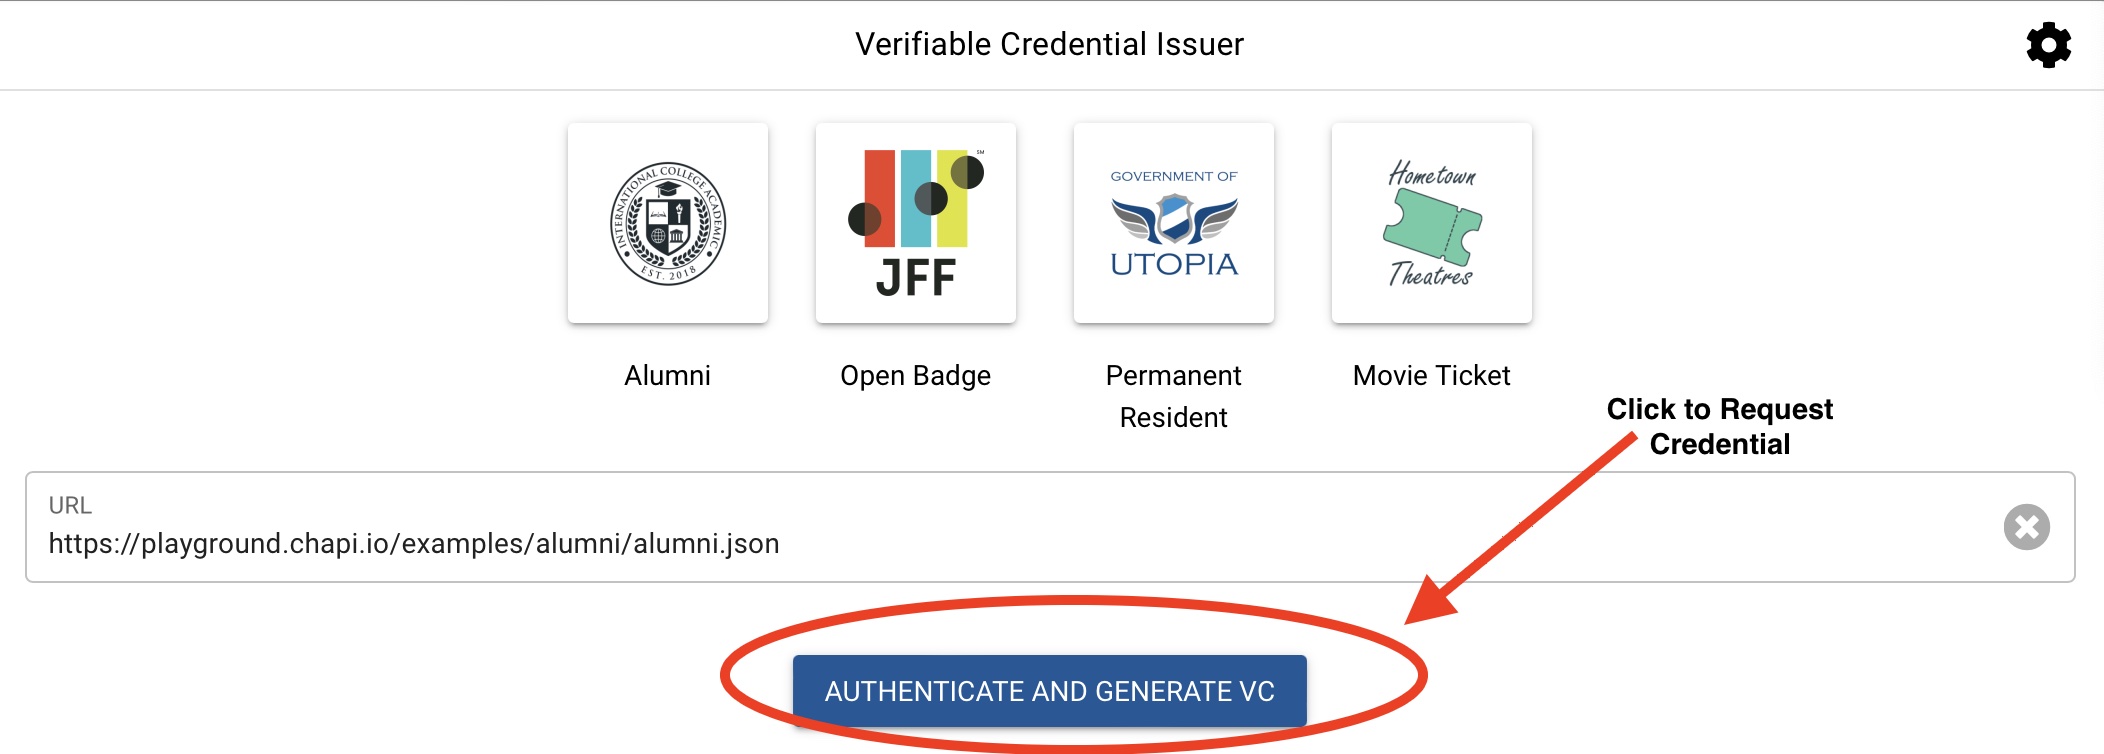 Verifiable Credential Issuer
INTERNATIONAL COLLEGE ACADEMIC
EST. 2018
SM
JFF
GOVERNMENT OF
UTOPIA
Hometown
Theatres
Alumni
Open Badge
Permanent
Resident
Movie Ticket
Click to Request
Credential
URL
https://playground.chapi.io/examples/alumni/alumni.json
AUTHENTICATE AND GENERATE VC